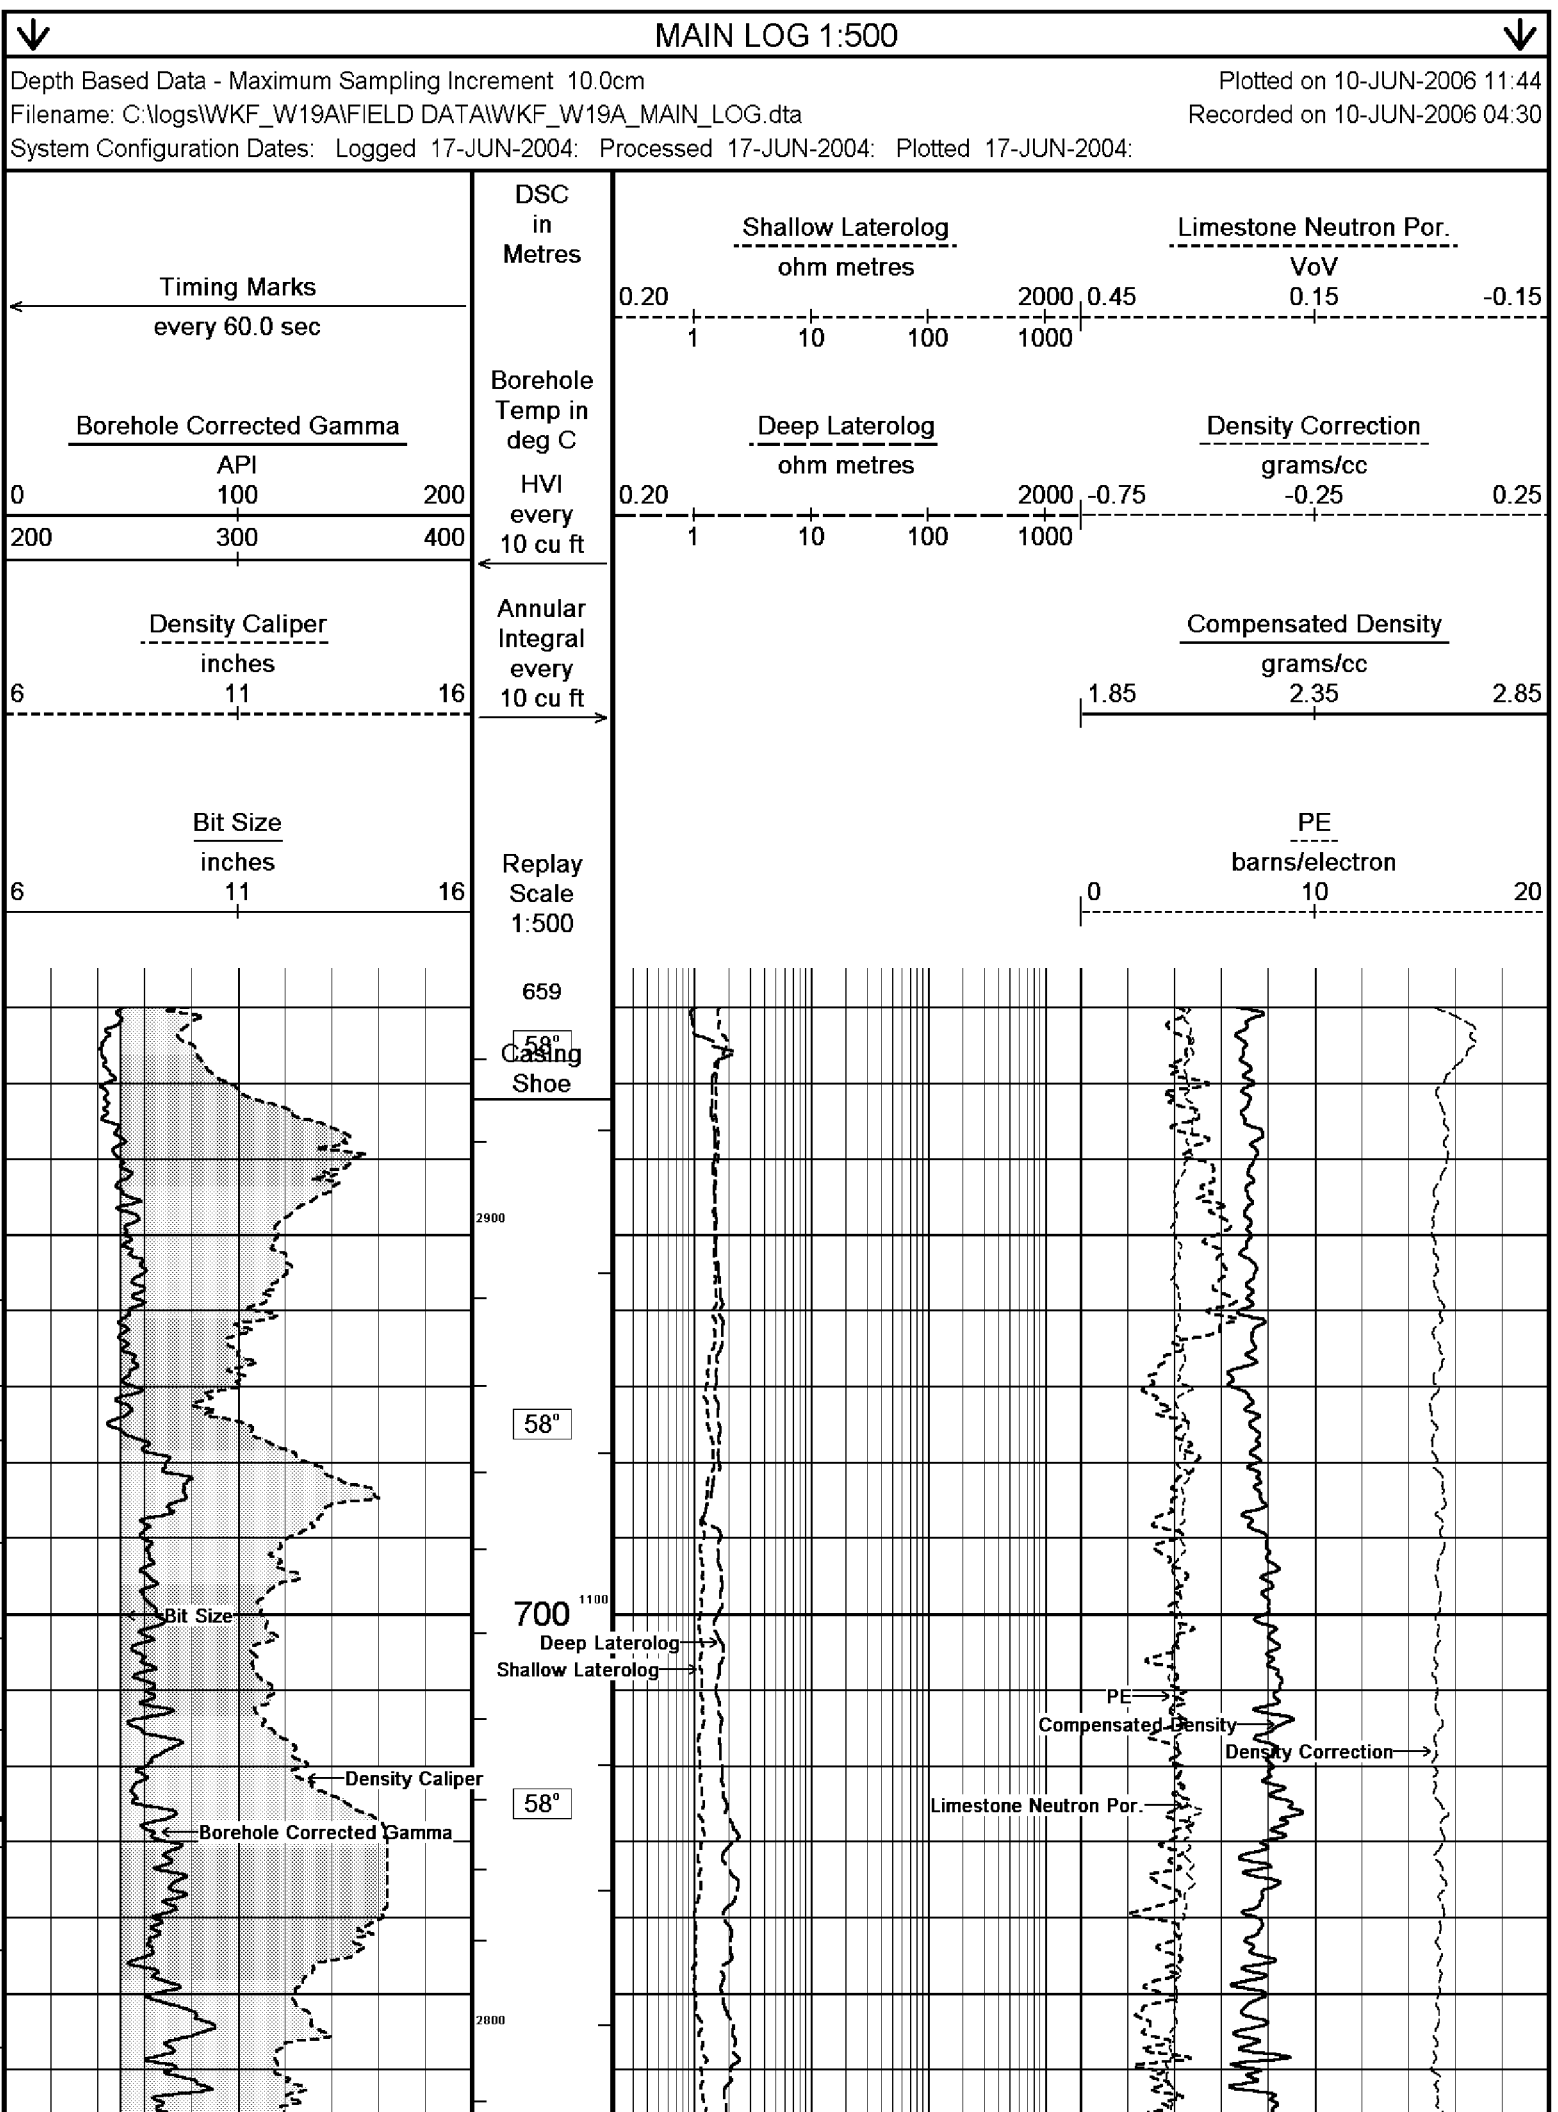 MAIN LOG 1:500
Depth Based Data - Maximum Sampling Increment 10.0cm
Plotted on 10-JUN-2006 11:44
Filename: C:\logs\WKF_W19A\FIELD DATA\WKF_W19A_MAIN_LOG.dta
Recorded on 10-JUN-2006 04:30
System Configuration Dates: Logged 17-JUN-2004: Processed 17-JUN-2004: Plotted 17-JUN-2004:
Timing Marks
every 60.0 sec
Borehole Corrected Gamma
API
0 100 200
200 300 400
Density Caliper
inches
6 11 16
Bit Size
inches
6 11 16
DSC
in
Metres
Borehole
Temp in
deg C
HVI
every
10 cu ft
Annular
Integral
every
10 cu ft
Replay
Scale
1:500
Shallow Laterolog
ohm metres
0.20 2000
1 10 100 1000
Deep Laterolog
ohm metres
0.20 2000
1 10 100 1000
Limestone Neutron Por.
VoV
0.45 0.15 -0.15
Density Correction
grams/cc
-0.75 -0.25 0.25
Compensated Density
grams/cc
1.85 2.35 2.85
PE
barns/electron
0 10 20
659
58°
Casing
Shoe
2900
58°
700 1100
Bit Size
Deep Laterolog
Shallow Laterolog
PE
Compensated Density
Density Correction
Density Caliper
58°
Limestone Neutron Por.
Borehole Corrected Gamma
2800